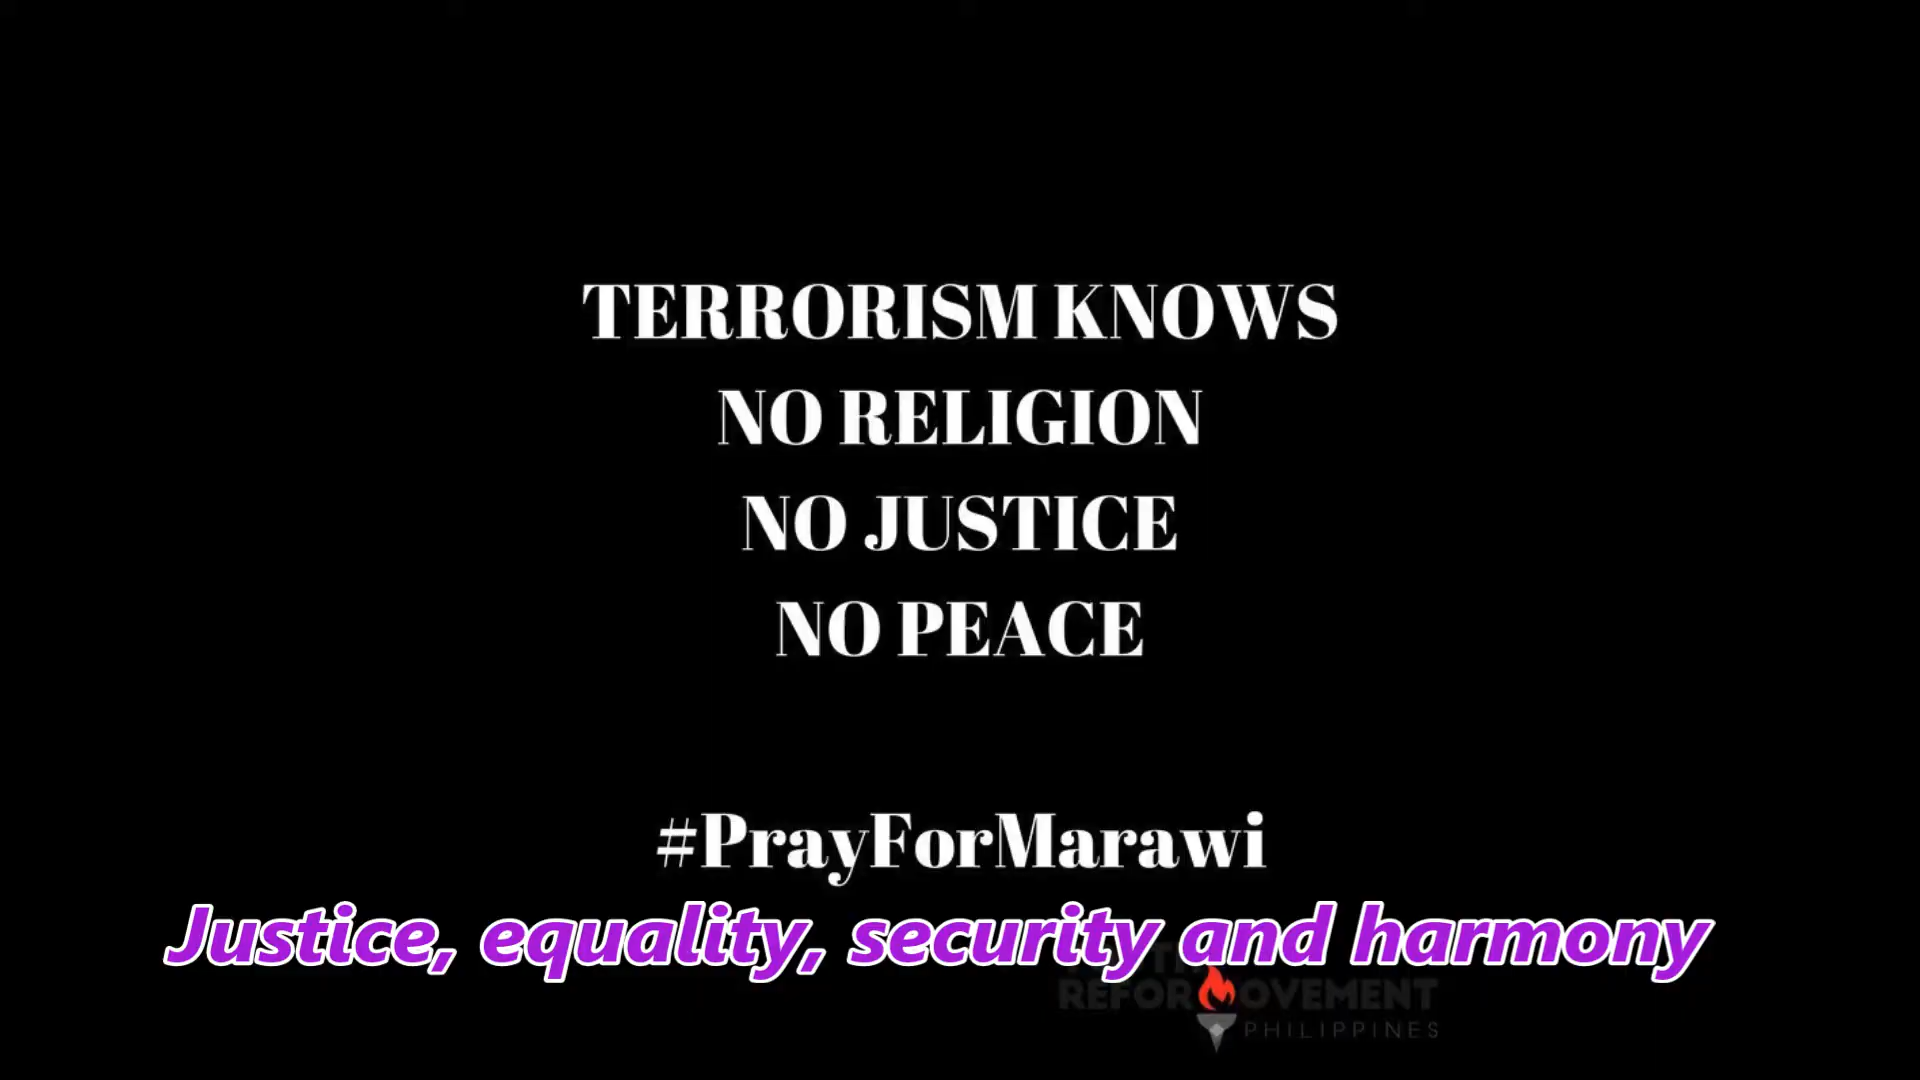 TERRORISM KNOWS
NO RELIGION
NO JUSTICE
NO PEACE
#PrayForMarawi
Justice, equality, security and harmony
REFOR OVEMENT
PHILIPPINES